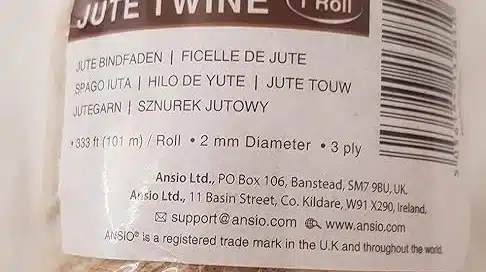 JUTE TWINE 1 Roll
JUTE BINDFADEN | FICELLE DE JUTE
SPAGO IUTA | HILO DE YUTE | JUTE TOUW
JUTEGARN | SZNUREK JUTOWY
• 333 ft (101 m) / Roll • 2 mm Diameter • 3 ply
Ansio Ltd., PO Box 106, Banstead, SM7 9BU, UK.
Ansio Ltd., 11 Basin Street, Co. Kildare, W91 X290, Ireland.
support@ansio.com www.ansio.com
ANSIO® is a registered trade mark in the U.K and throughout the world.